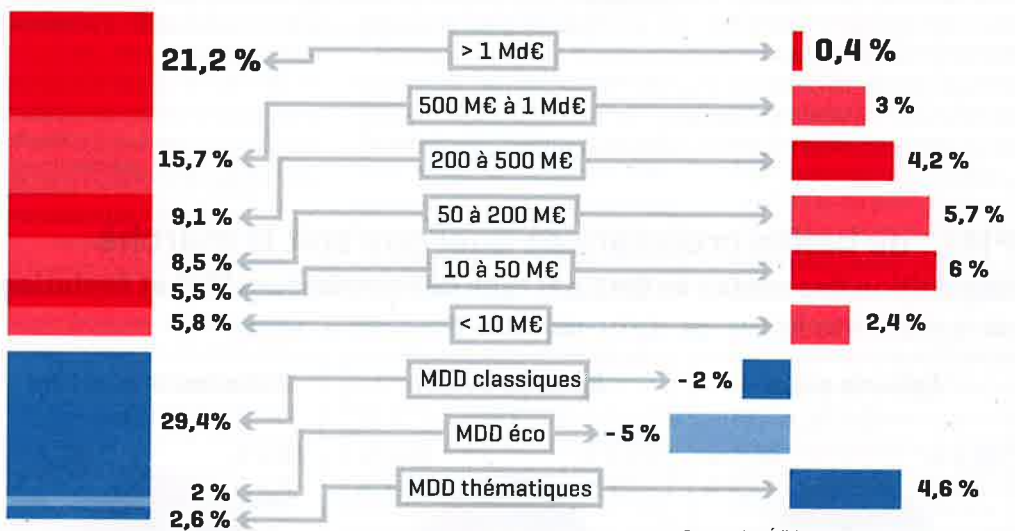 21,2 % > 1 Md€ 0,4 %
500 M€ à 1 Md€ 3 %
15,7 % 200 à 500 M€ 4,2 %
9,1 % 50 à 200 M€ 5,7 %
8,5 % 10 à 50 M€ 6 %
5,5 %
5,8 % < 10 M€ 2,4 %
MDD classiques - 2 %
29,4% MDD éco - 5 %
2 % MDD thématiques 4,6 %
2,6 %